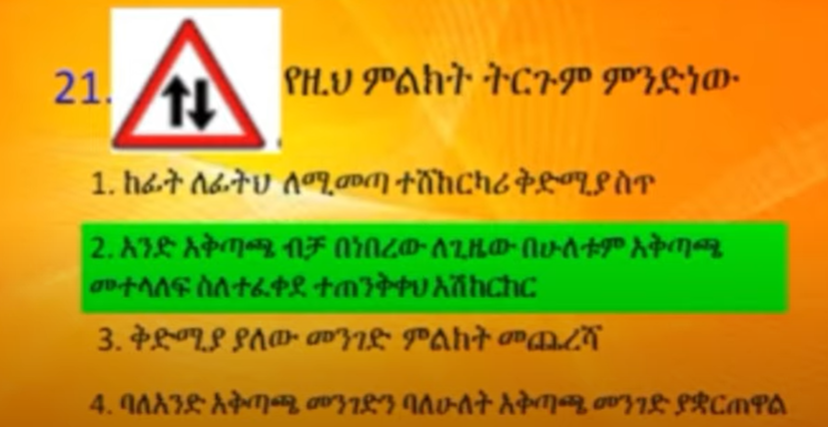 21. የዚህ ምልክት ትርጉም ምንድነው
1. ከፊት ለፊትህ ለሚመጣ ተሽከርካሪ ቅድሚያ ስጥ
2. አንድ አቅጣጫ ብቻ በነበረው ለጊዜው በሁለቱም አቅጣጫ
መተላለፍ ስለተፈቀደ ተጠንቅቀህ አሽከርክር
3. ቅድሚያ ያለው መንገድ ምልክት መጨረሻ
4. ባለአንድ አቅጣጫ መንገድን ባለሁለት አቅጣጫ መንገድ ያቋርጠዋል